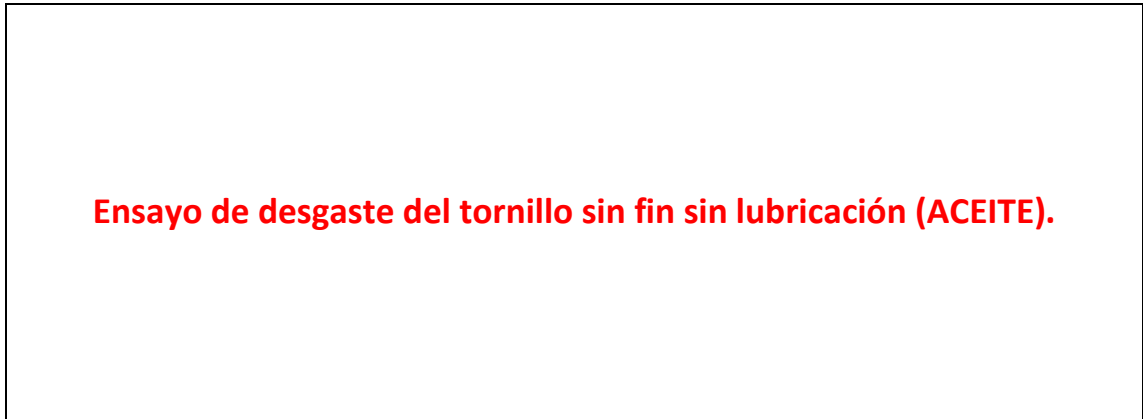 Ensayo de desgaste del tornillo sin fin sin lubricación (ACEITE).